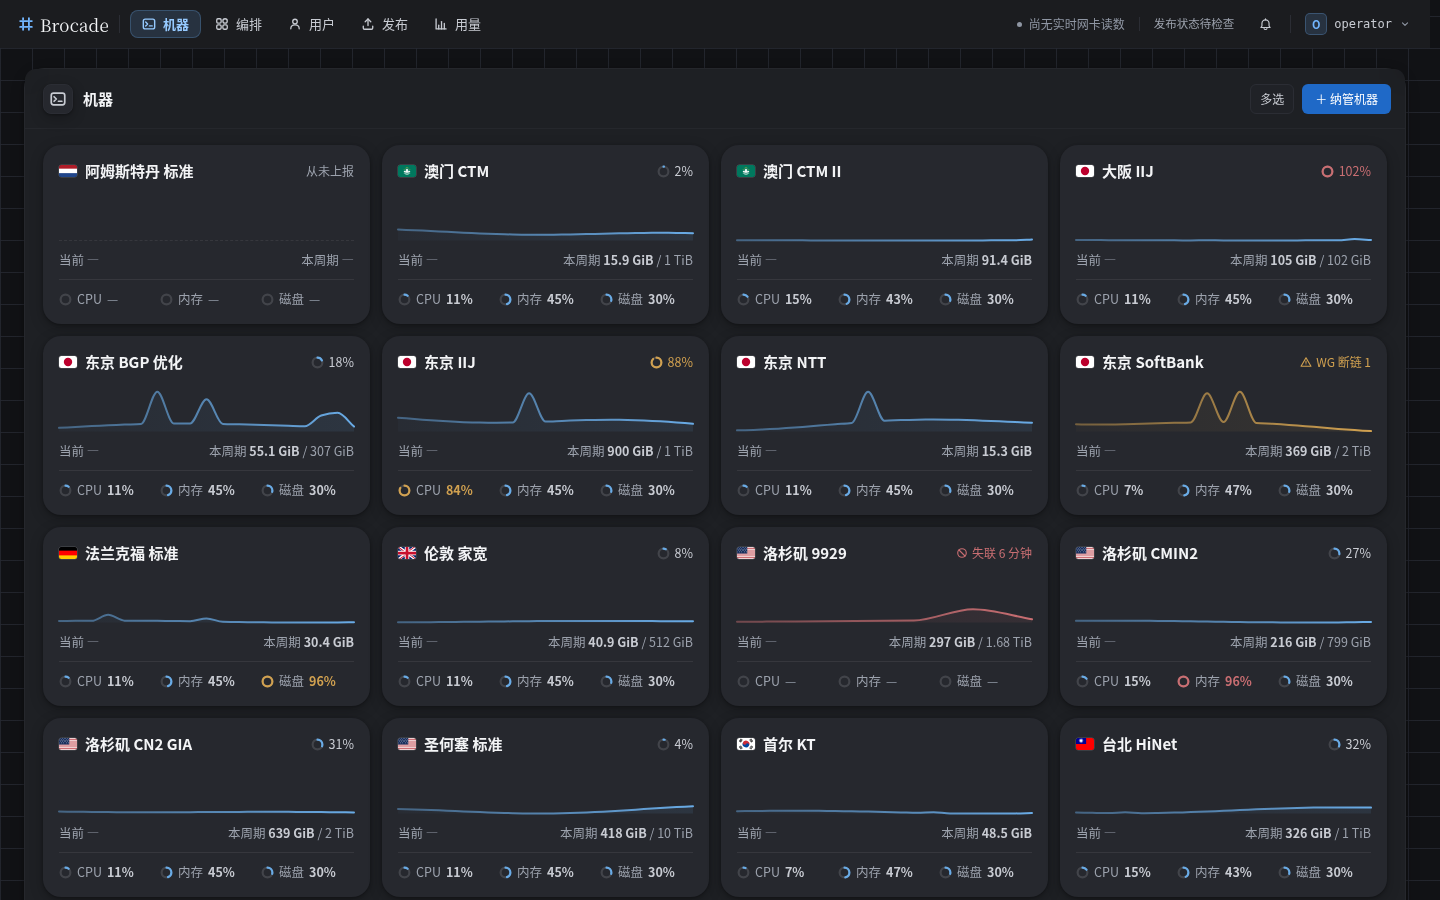 Brocade 机器 编排 用户 发布 用量 尚无实时网卡读数 发布状态待检查 O operator
机器 多选 纳管机器
阿姆斯特丹 标准 从未上报
当前 — 本周期 —
CPU — 内存 — 磁盘 —
澳门 CTM 2%
当前 — 本周期 15.9 GiB / 1 TiB
CPU 11% 内存 45% 磁盘 30%
澳门 CTM II
当前 — 本周期 91.4 GiB
CPU 15% 内存 43% 磁盘 30%
大阪 IIJ 102%
当前 — 本周期 105 GiB / 102 GiB
CPU 11% 内存 45% 磁盘 30%
东京 BGP 优化 18%
当前 — 本周期 55.1 GiB / 307 GiB
CPU 11% 内存 45% 磁盘 30%
东京 IIJ 88%
当前 — 本周期 900 GiB / 1 TiB
CPU 84% 内存 45% 磁盘 30%
东京 NTT
当前 — 本周期 15.3 GiB
CPU 11% 内存 45% 磁盘 30%
东京 SoftBank WG 断链 1
当前 — 本周期 369 GiB / 2 TiB
CPU 7% 内存 47% 磁盘 30%
法兰克福 标准
当前 — 本周期 30.4 GiB
CPU 11% 内存 45% 磁盘 96%
伦敦 家宽 8%
当前 — 本周期 40.9 GiB / 512 GiB
CPU 11% 内存 45% 磁盘 30%
洛杉矶 9929 失联 6 分钟
当前 — 本周期 297 GiB / 1.68 TiB
CPU — 内存 — 磁盘 —
洛杉矶 CMIN2 27%
当前 — 本周期 216 GiB / 799 GiB
CPU 15% 内存 96% 磁盘 30%
洛杉矶 CN2 GIA 31%
当前 — 本周期 639 GiB / 2 TiB
CPU 11% 内存 45% 磁盘 30%
圣何塞 标准 4%
当前 — 本周期 418 GiB / 10 TiB
CPU 11% 内存 45% 磁盘 30%
首尔 KT
当前 — 本周期 48.5 GiB
CPU 7% 内存 47% 磁盘 30%
台北 HiNet 32%
当前 — 本周期 326 GiB / 1 TiB
CPU 15% 内存 43% 磁盘 30%